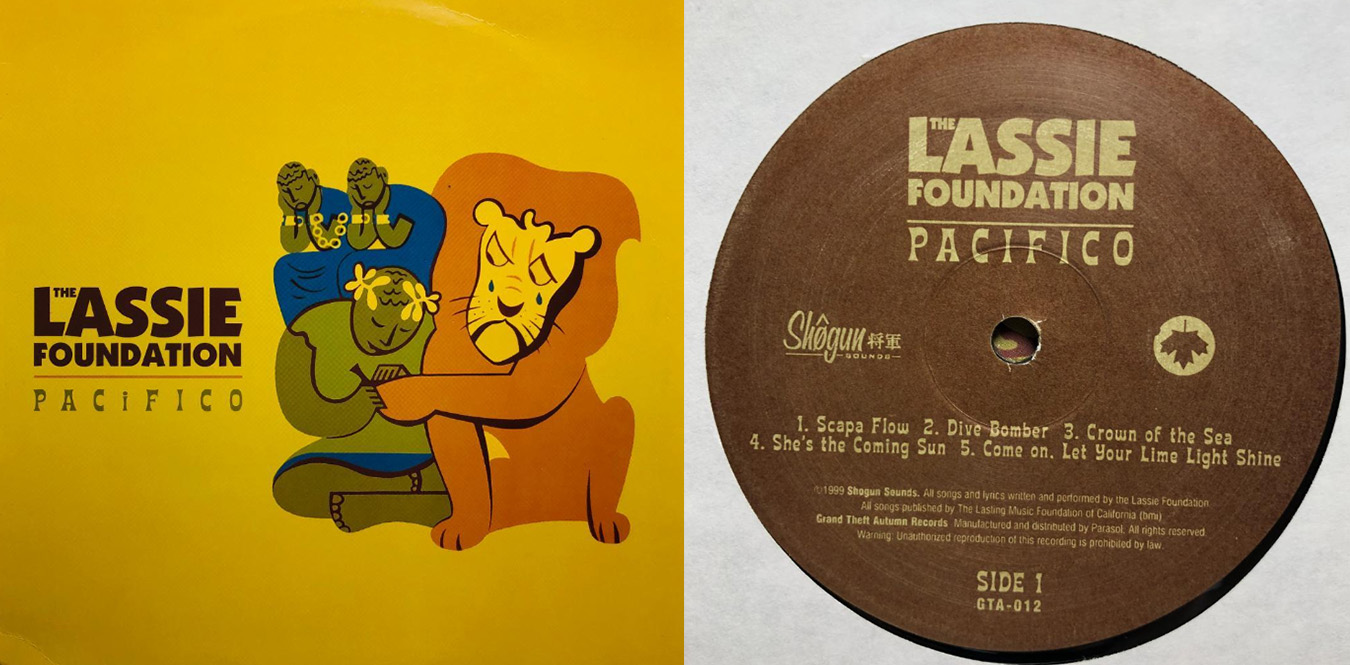 THE LASSIE
FOUNDATION
PACiFICO
THE LASSIE
FOUNDATION
PACIFICO
Shôgun 将軍
SOUNDS
1. Scapa Flow 2. Dive Bomber 3. Crown of the Sea
4. She's the Coming Sun 5. Come on, Let Your Lime Light Shine
©1999 Shogun Sounds. All songs and lyrics written and performed by the Lassie Foundation
All songs published by The Lasting Music Foundation of California (bmi)
Grand Theft Autumn Records Manufactured and distributed by Parasol. All rights reserved.
Warning: Unauthorized reproduction of this recording is prohibited by law.
SIDE 1
GTA-012